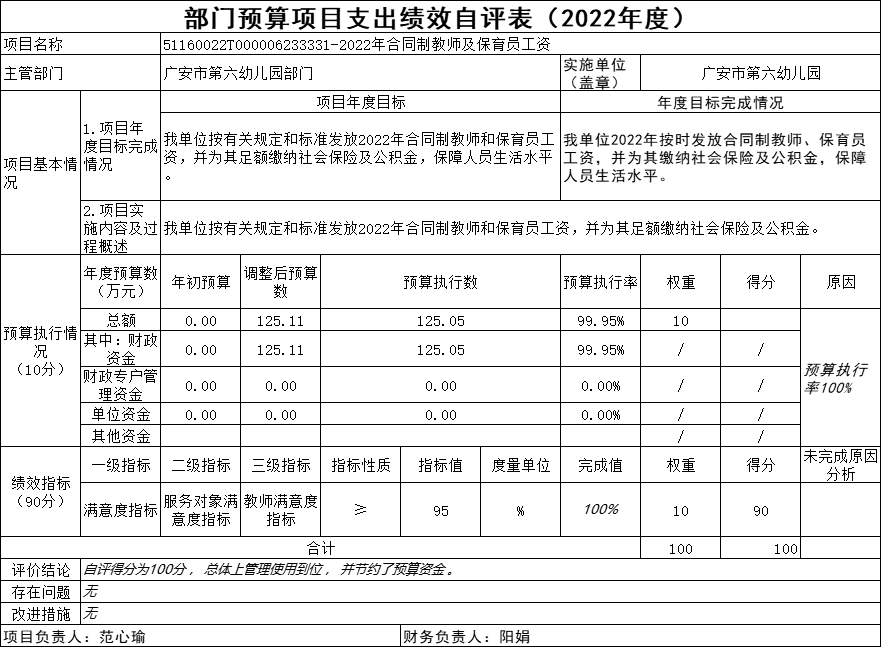 部门预算项目支出绩效自评表（2022年度）
项目名称 51160022T000006233331-2022年合同制教师及保育员工资
主管部门 广安市第六幼儿园部门 实施单位（盖章） 广安市第六幼儿园
项目基本情况
1.项目年度目标完成情况
项目年度目标 年度目标完成情况
我单位按有关规定和标准发放2022年合同制教师和保育员工资，并为其足额缴纳社会保险及公积金，保障人员生活水平。
我单位2022年按时发放合同制教师、保育员工资，并为其缴纳社会保险及公积金，保障人员生活水平。
2.项目实施内容及过程概述
我单位按有关规定和标准发放2022年合同制教师和保育员工资，并为其足额缴纳社会保险及公积金。
预算执行情况（10分）
年度预算数（万元） 年初预算 调整后预算数 预算执行数 预算执行率 权重 得分 原因
总额 0.00 125.11 125.05 99.95% 10
其中：财政资金 0.00 125.11 125.05 99.95% / /
预算执行率100%
财政专户管理资金 0.00 0.00 0.00 0.00% / /
单位资金 0.00 0.00 0.00 0.00% / /
其他资金 / /
绩效指标（90分）
一级指标 二级指标 三级指标 指标性质 指标值 度量单位 完成值 权重 得分 未完成原因分析
满意度指标 服务对象满意度指标 教师满意度指标 ≥ 95 % 100% 10 90
合计 100 100
评价结论 自评得分为100分，总体上管理使用到位，并节约了预算资金。
存在问题 无
改进措施 无
项目负责人：范心瑜 财务负责人：阳娟